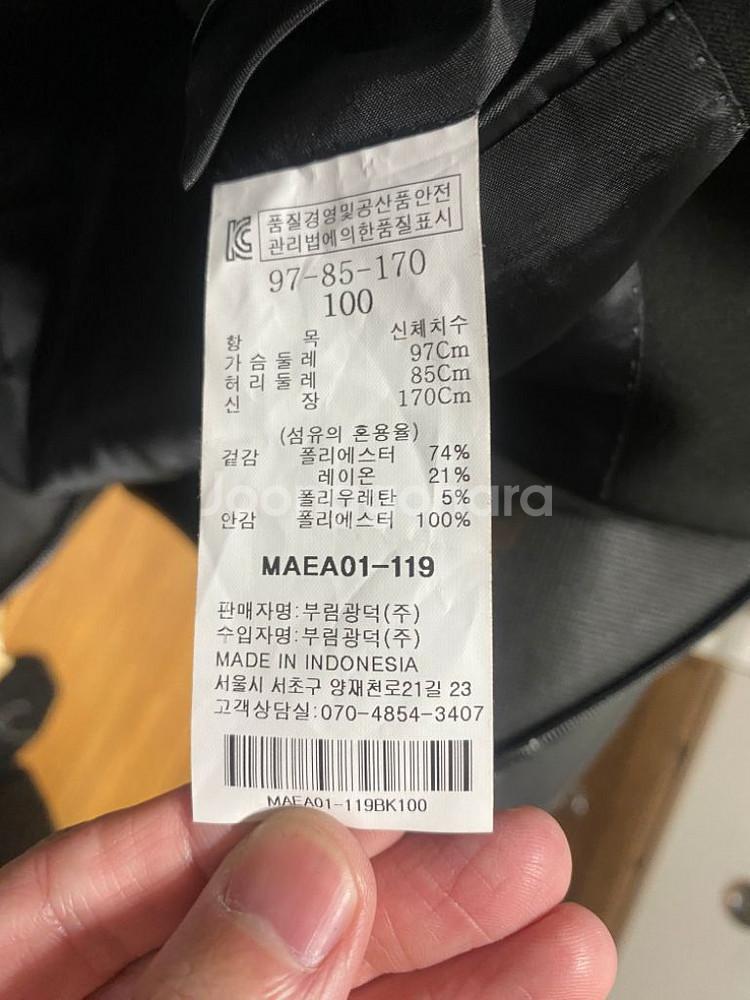 품질경영및공산품안전
관리법에의한품질표시
97-85-170
100
항 목 신체치수
가슴둘레 97Cm
허리둘레 85Cm
신 장 170Cm
(섬유의 혼용율)
겉감 폴리에스터 74%
레이온 21%
폴리우레탄 5%
안감 폴리에스터 100%
MAEA01-119
판매자명:부림광덕(주)
수입자명:부림광덕(주)
MADE IN INDONESIA
서울시 서초구 양재천로21길 23
고객상담실:070-4854-3407
MAEA01-119BK100